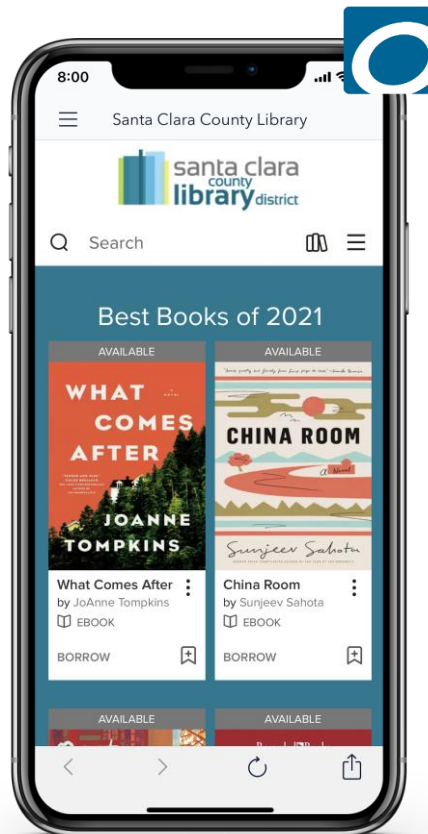 8:00
Santa Clara County Library
santa clara
county
library district
Search
Best Books of 2021
AVAILABLE
AVAILABLE
WHAT
A NOVEL
COMES
AFTER
JOANNE
TOMPKINS
CHINA ROOM
a Novel
Sunjeev Sahota
What Comes After
by JoAnne Tompkins
EBOOK
BORROW
China Room
by Sunjeev Sahota
EBOOK
BORROW
AVAILABLE
AVAILABLE